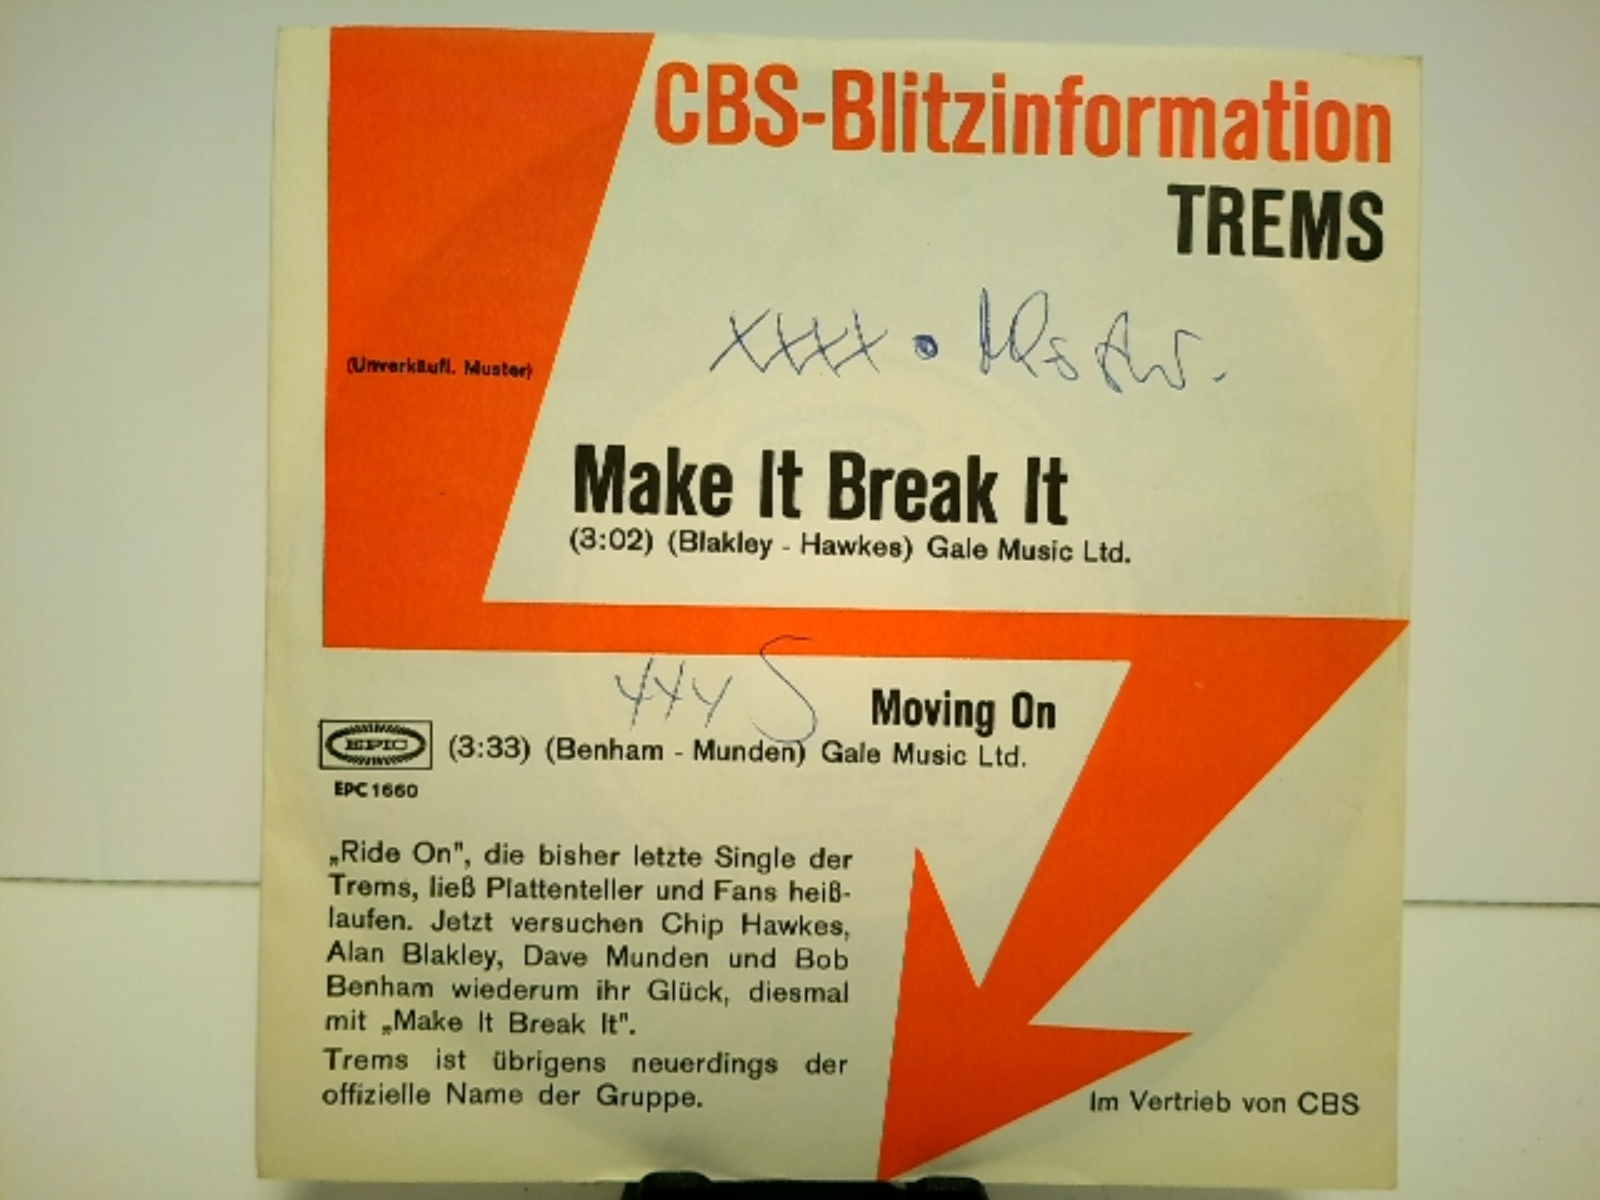 CBS-Blitzinformation
TREMS
xxxx •
(Unverkäufl. Muster)
Make It Break It
(3:02) (Blakley - Hawkes) Gale Music Ltd.
Moving On
EPIC (3:33) (Benham - Munden) Gale Music Ltd.
EPC 1660
„Ride On", die bisher letzte Single der
Trems, ließ Plattenteller und Fans heiß-
laufen. Jetzt versuchen Chip Hawkes,
Alan Blakley, Dave Munden und Bob
Benham wiederum ihr Glück, diesmal
mit „Make It Break It".
Trems ist übrigens neuerdings der
offizielle Name der Gruppe.
Im Vertrieb von CBS